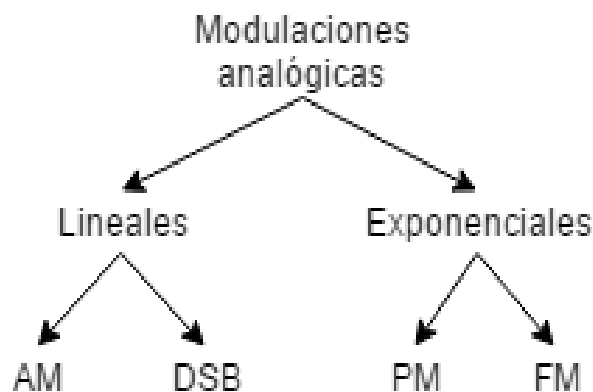 Modulaciones
analógicas
Lineales
Exponenciales
AM
DSB
PM
FM